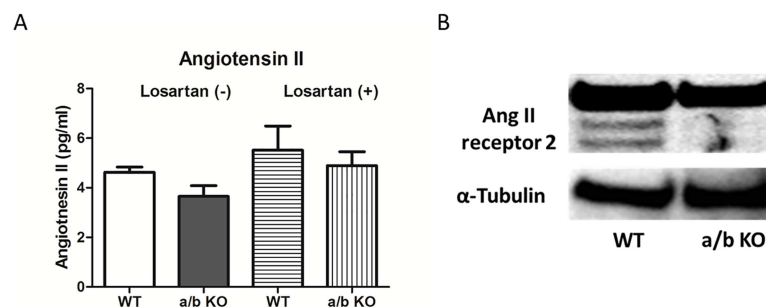 A
Angiotensin II
Losartan (-) Losartan (+)
Angiotnesin II (pg/ml)
8
6
4
2
0
WT a/b KO WT a/b KO
B
Ang II
receptor 2
α-Tubulin
WT a/b KO